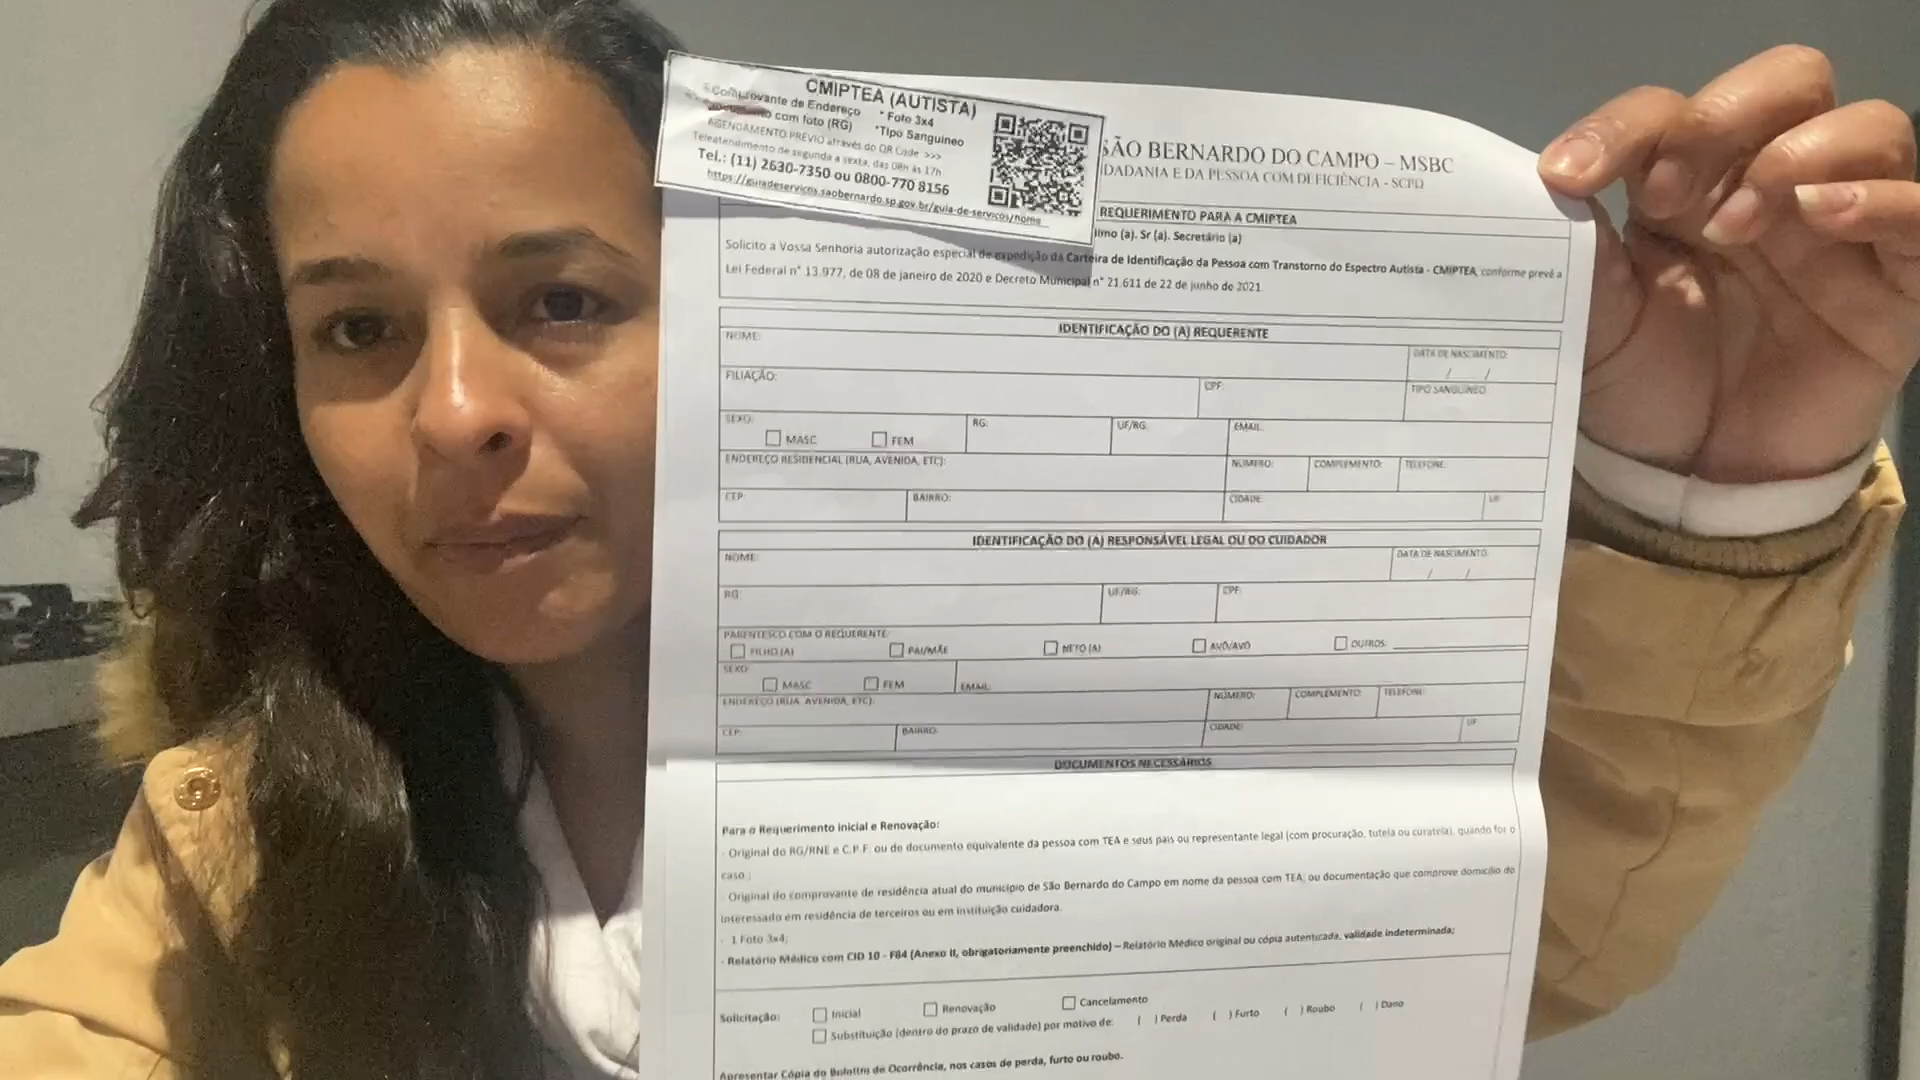 CMIPTEA (AUTISTA)
*Comprovante de Endereço * Foto 3x4
com foto (RG) *Tipo Sanguineo
AGENDAMENTO PRÉVIO através do QR Code >>>
Teleatendimento de segunda a sexta, das 08h às 17h
Tel.: (11) 2630-7350 ou 0800-770 8156
https://guiadeservicos.saobernardo.sp.gov.br/guia-de-servicos/home
SÃO BERNARDO DO CAMPO – MSBC
DADANIA E DA PESSOA COM DEFICIÊNCIA - SCPD
REQUERIMENTO PARA A CMIPTEA
Ilmo (a). Sr (a). Secretário (a)
Solicito a Vossa Senhoria autorização especial de expedição da Carteira de Identificação da Pessoa com Transtorno do Espectro Autista - CMIPTEA, conforme prevê a
Lei Federal n° 13.977, de 08 de janeiro de 2020 e Decreto Municipal n° 21.611 de 22 de junho de 2021.
IDENTIFICAÇÃO DO (A) REQUERENTE
NOME: DATA DE NASCIMENTO: / /
FILIAÇÃO: CPF: TIPO SANGUÍNEO:
SEXO: MASC FEM RG: UF/RG: EMAIL:
ENDEREÇO RESIDENCIAL (RUA, AVENIDA, ETC): NÚMERO: COMPLEMENTO: TELEFONE:
CEP: BAIRRO: CIDADE: UF
IDENTIFICAÇÃO DO (A) RESPONSÁVEL LEGAL OU DO CUIDADOR
NOME: DATA DE NASCIMENTO: / /
RG UF/RG: CPF:
PARENTESCO COM O REQUERENTE:
FILHO (A) PAI/MÃE NETO (A) AVÔ/AVÓ OUTROS:
SEXO: MASC FEM EMAIL:
ENDEREÇO (RUA, AVENIDA, ETC): NÚMERO: COMPLEMENTO: TELEFONE:
CEP: BAIRRO: CIDADE: UF
DOCUMENTOS NECESSÁRIOS
Para o Requerimento inicial e Renovação:
- Original do RG/RNE e C.P.F. ou de documento equivalente da pessoa com TEA e seus pais ou representante legal (com procuração, tutela ou curatela), quando for o
caso ;
- Original do comprovante de residência atual do município de São Bernardo do Campo em nome da pessoa com TEA, ou documentação que comprove domicílio do
interessado em residência de terceiros ou em instituição cuidadora.
- 1 Foto 3x4;
- Relatório Médico com CID 10 - F84 (Anexo II, obrigatoriamente preenchido) – Relatório Médico original ou cópia autenticada, validade indeterminada;
Solicitação: Inicial Renovação Cancelamento
Substituição (dentro do prazo de validade) por motivo de: ( ) Perda ( ) Furto ( ) Roubo ( ) Dano
Apresentar Cópia do Boletim de Ocorrência, nos casos de perda, furto ou roubo.